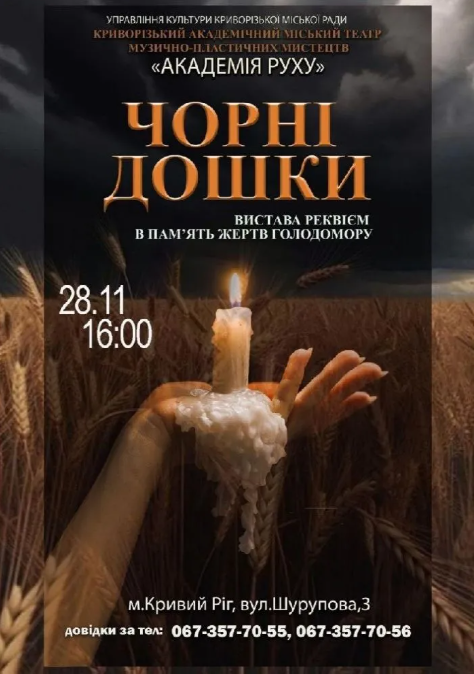 УПРАВЛІННЯ КУЛЬТУРИ КРИВОРІЗЬКОЇ МІСЬКОЇ РАДИ
КРИВОРІЗЬКИЙ АКАДЕМІЧНИЙ МІСЬКИЙ ТЕАТР
МУЗИЧНО-ПЛАСТИЧНИХ МИСТЕЦТВ
«АКАДЕМІЯ РУХУ»
ЧОРНІ
ДОШКИ
ВИСТАВА РЕКВІЄМ
В ПАМ'ЯТЬ ЖЕРТВ ГОЛОДОМОРУ
28.11
16:00
м.Кривий Ріг, вул.Шурупова,3
довідки за тел: 067-357-70-55, 067-357-70-56